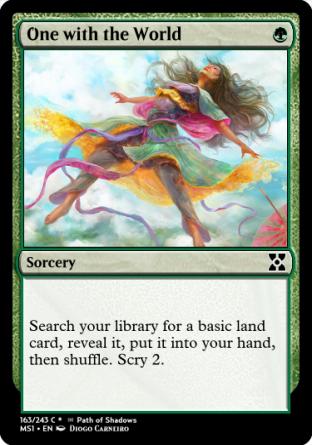 One with the World
Sorcery
Search your library for a basic land
card, reveal it, put it into your hand,
then shuffle. Scry 2.
163/243 C * = Path of Shadows
MS1 • EN Diogo Carneiro